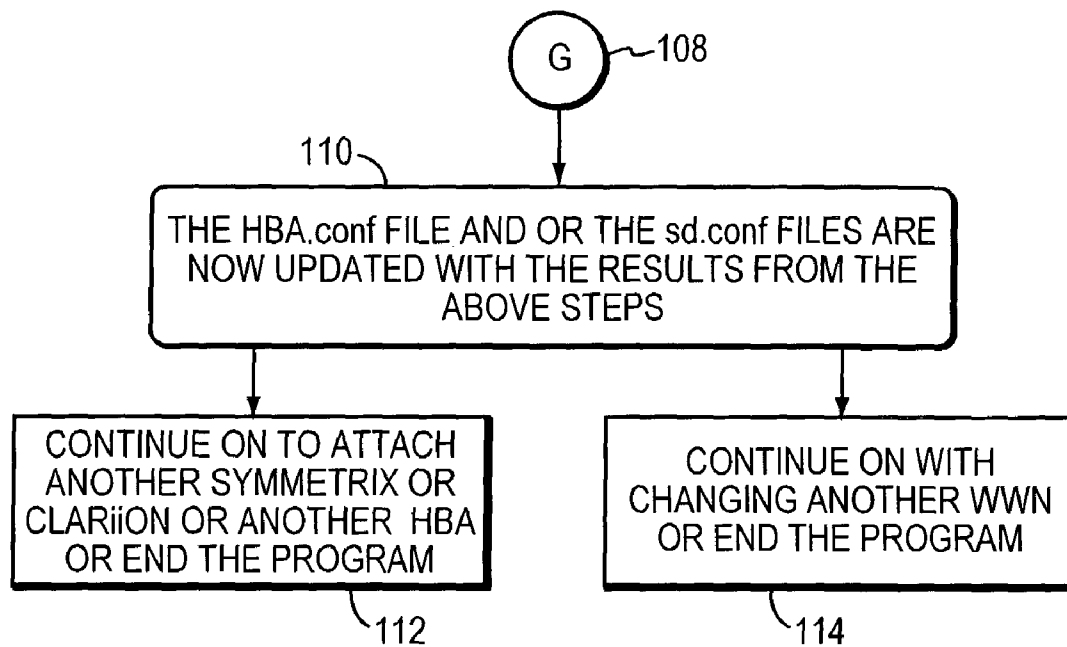 G
108
110
THE HBA.conf FILE AND OR THE sd.conf FILES ARE
NOW UPDATED WITH THE RESULTS FROM THE
ABOVE STEPS
CONTINUE ON TO ATTACH
ANOTHER SYMMETRIX OR
CLARiiON OR ANOTHER HBA
OR END THE PROGRAM
112
CONTINUE ON WITH
CHANGING ANOTHER WWN
OR END THE PROGRAM
114